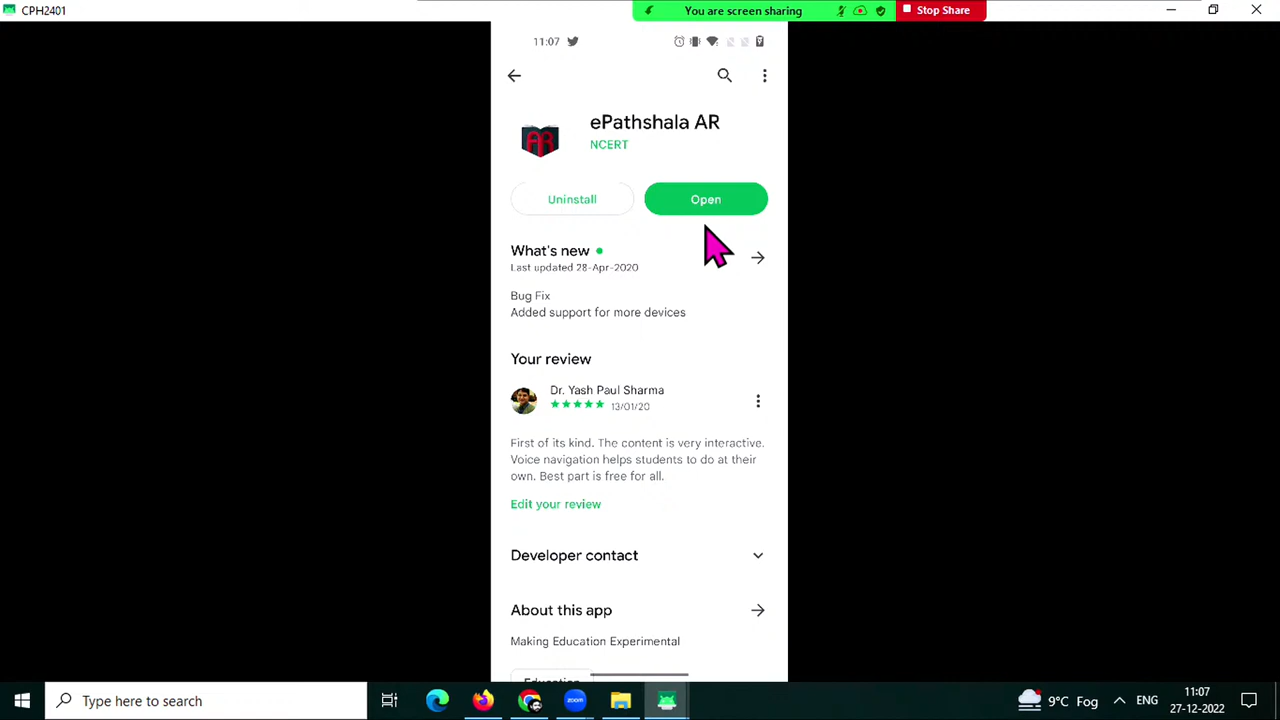 CPH2401
You are screen sharing
Stop Share
11:07
ePathshala AR
NCERT
AR
Uninstall
Open
What's new
Last updated 28-Apr-2020
Bug Fix
Added support for more devices
Your review
Dr. Yash Paul Sharma
13/01/20
First of its kind. The content is very interactive.
Voice navigation helps students to do at their
own. Best part is free for all.
Edit your review
Developer contact
About this app
Making Education Experimental
Education
Type here to search
zoom
9°C Fog
ENG
11:07
27-12-2022